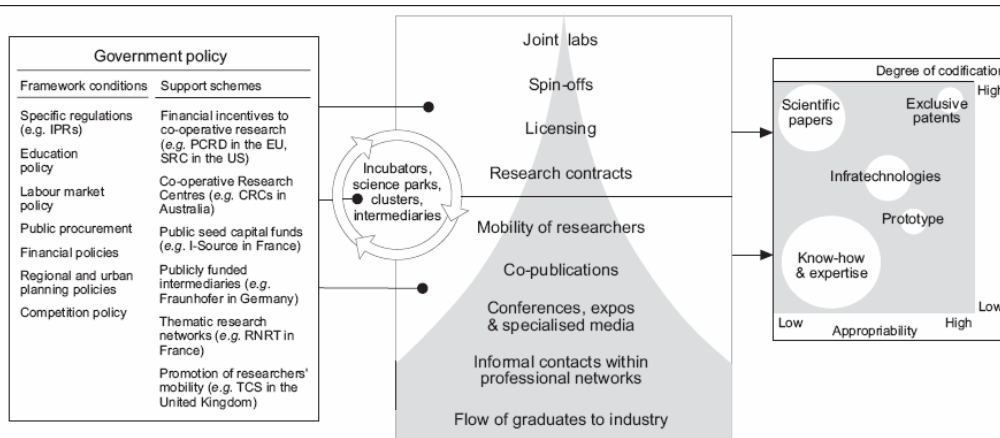 Government policy
Framework conditions
Specific regulations
(e.g. IPRs)
Education
policy
Labour market
policy
Public procurement
Financial policies
Regional and urban
planning policies
Competition policy
Support schemes
Financial incentives to
co-operative research
(e.g. PCRD in the EU,
SRC in the US)
Co-operative Research
Centres (e.g. CRCs in
Australia)
Public seed capital funds
(e.g. I-Source in France)
Publicly funded
intermediaries (e.g.
Fraunhofer in Germany)
Thematic research
networks (e.g. RNRT in
France)
Promotion of researchers'
mobility (e.g. TCS in the
United Kingdom)
Incubators,
science parks,
clusters,
intermediaries
Joint labs
Spin-offs
Licensing
Research contracts
Mobility of researchers
Co-publications
Conferences, expos
& specialised media
Informal contacts within
professional networks
Flow of graduates to industry
Degree of codification
High
Scientific
papers
Exclusive
patents
Infratechnologies
Prototype
Know-how
& expertise
Low
Low
High
Appropriability